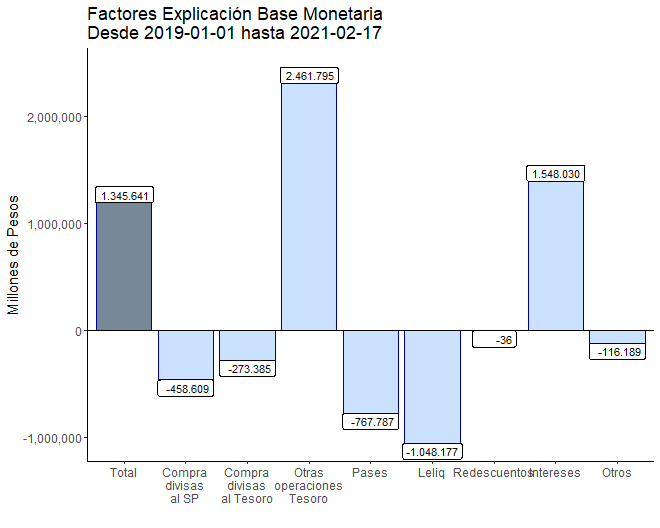 Factores Explicación Base Monetaria
Desde 2019-01-01 hasta 2021-02-17
Millones de Pesos
2,000,000
1,000,000
0
-1,000,000
1.345.641
-458.609
-273.385
2.461.795
-767.787
-1.048.177
-36
1.548.030
-116.189
Total
Compra
divisas
al SP
Compra
divisas
al Tesoro
Otras
operaciones
Tesoro
Pases
Leliq
Redescuentos
Intereses
Otros